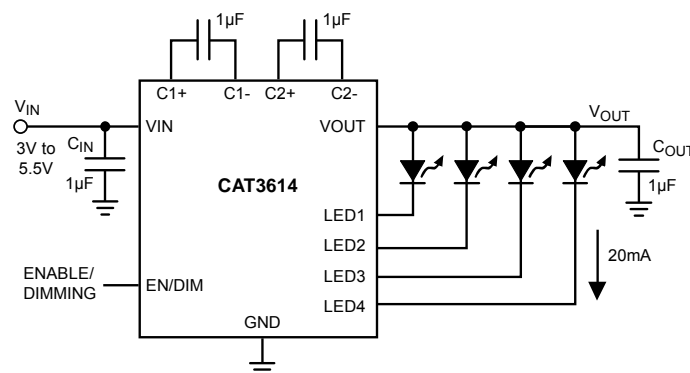 1µF
1µF
C1+
C1-
C2+
C2-
VIN
VIN
VOUT
VOUT
3V to
5.5V
CIN
1µF
COUT
1µF
CAT3614
LED1
LED2
LED3
LED4
20mA
ENABLE/
DIMMING
EN/DIM
GND